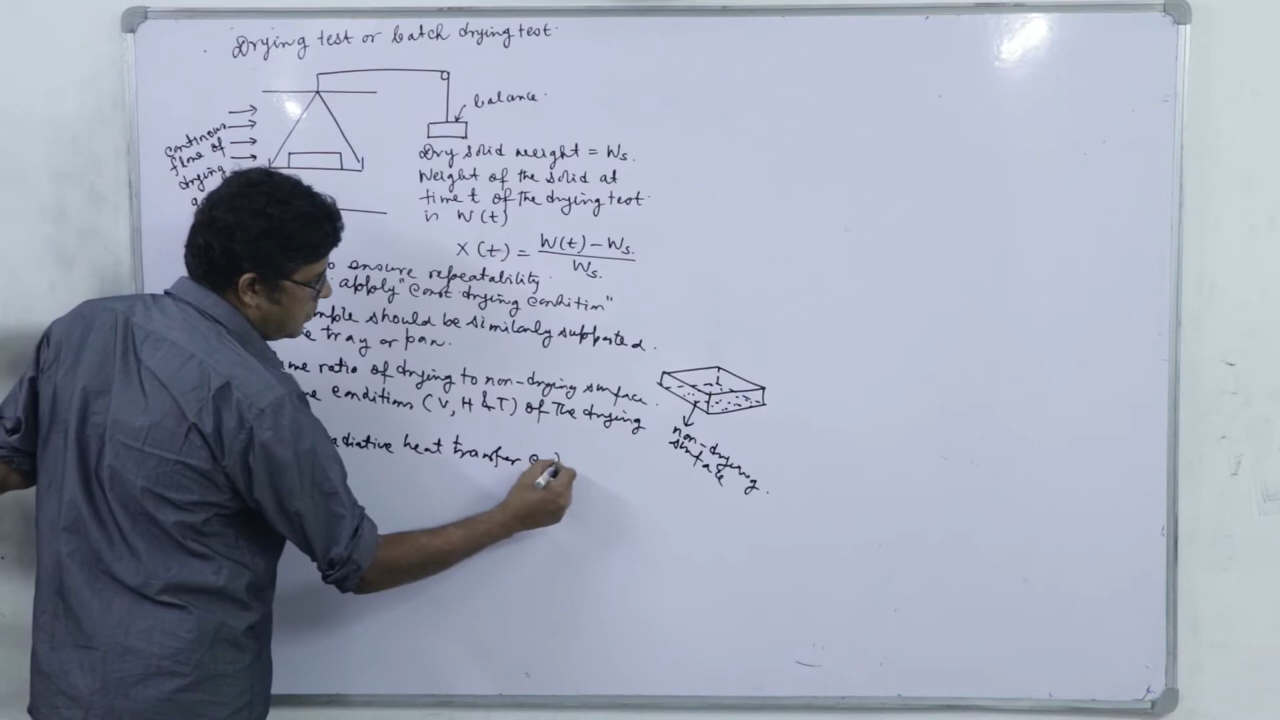 Drying test or batch drying test.
balance.
continuous
flow of
drying
Dry solid weight = Ws.
Weight of the solid at
time t of the drying test
is W(t)
X(t) = W(t) - Ws. / Ws.
to ensure repeatability
apply "const. drying condition"
should be similarly supported.
tray or pan.
ratio of drying to non-drying surface.
conditions (V, H & T) of the drying
radiative heat transfer
non-drying
surface